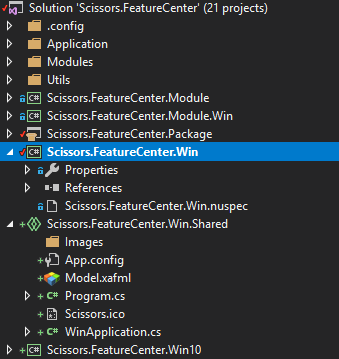 Solution 'Scissors.FeatureCenter' (21 projects)
.config
Application
Modules
Utils
C# Scissors.FeatureCenter.Module
C# Scissors.FeatureCenter.Module.Win
Scissors.FeatureCenter.Package
C# Scissors.FeatureCenter.Win
Properties
References
Scissors.FeatureCenter.Win.nuspec
Scissors.FeatureCenter.Win.Shared
Images
App.config
Model.xafml
C# Program.cs
Scissors.ico
C# WinApplication.cs
C# Scissors.FeatureCenter.Win10